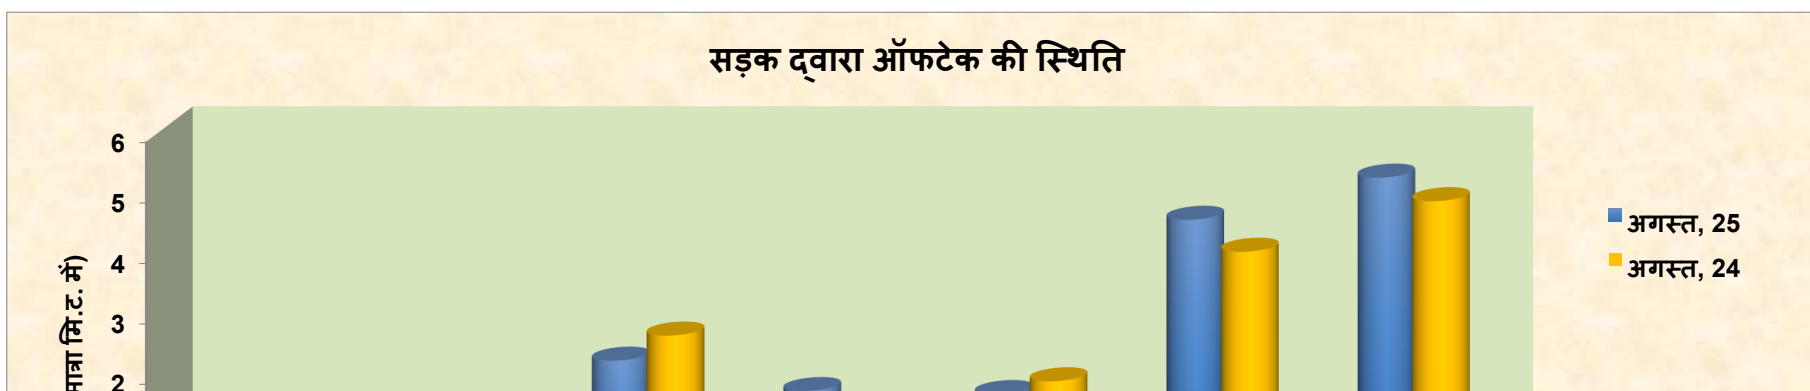 सड़क द्वारा ऑफटेक की स्थिति
6
5
4
3
2
मात्रा मि.ट. में)
अगस्त, 25
अगस्त, 24